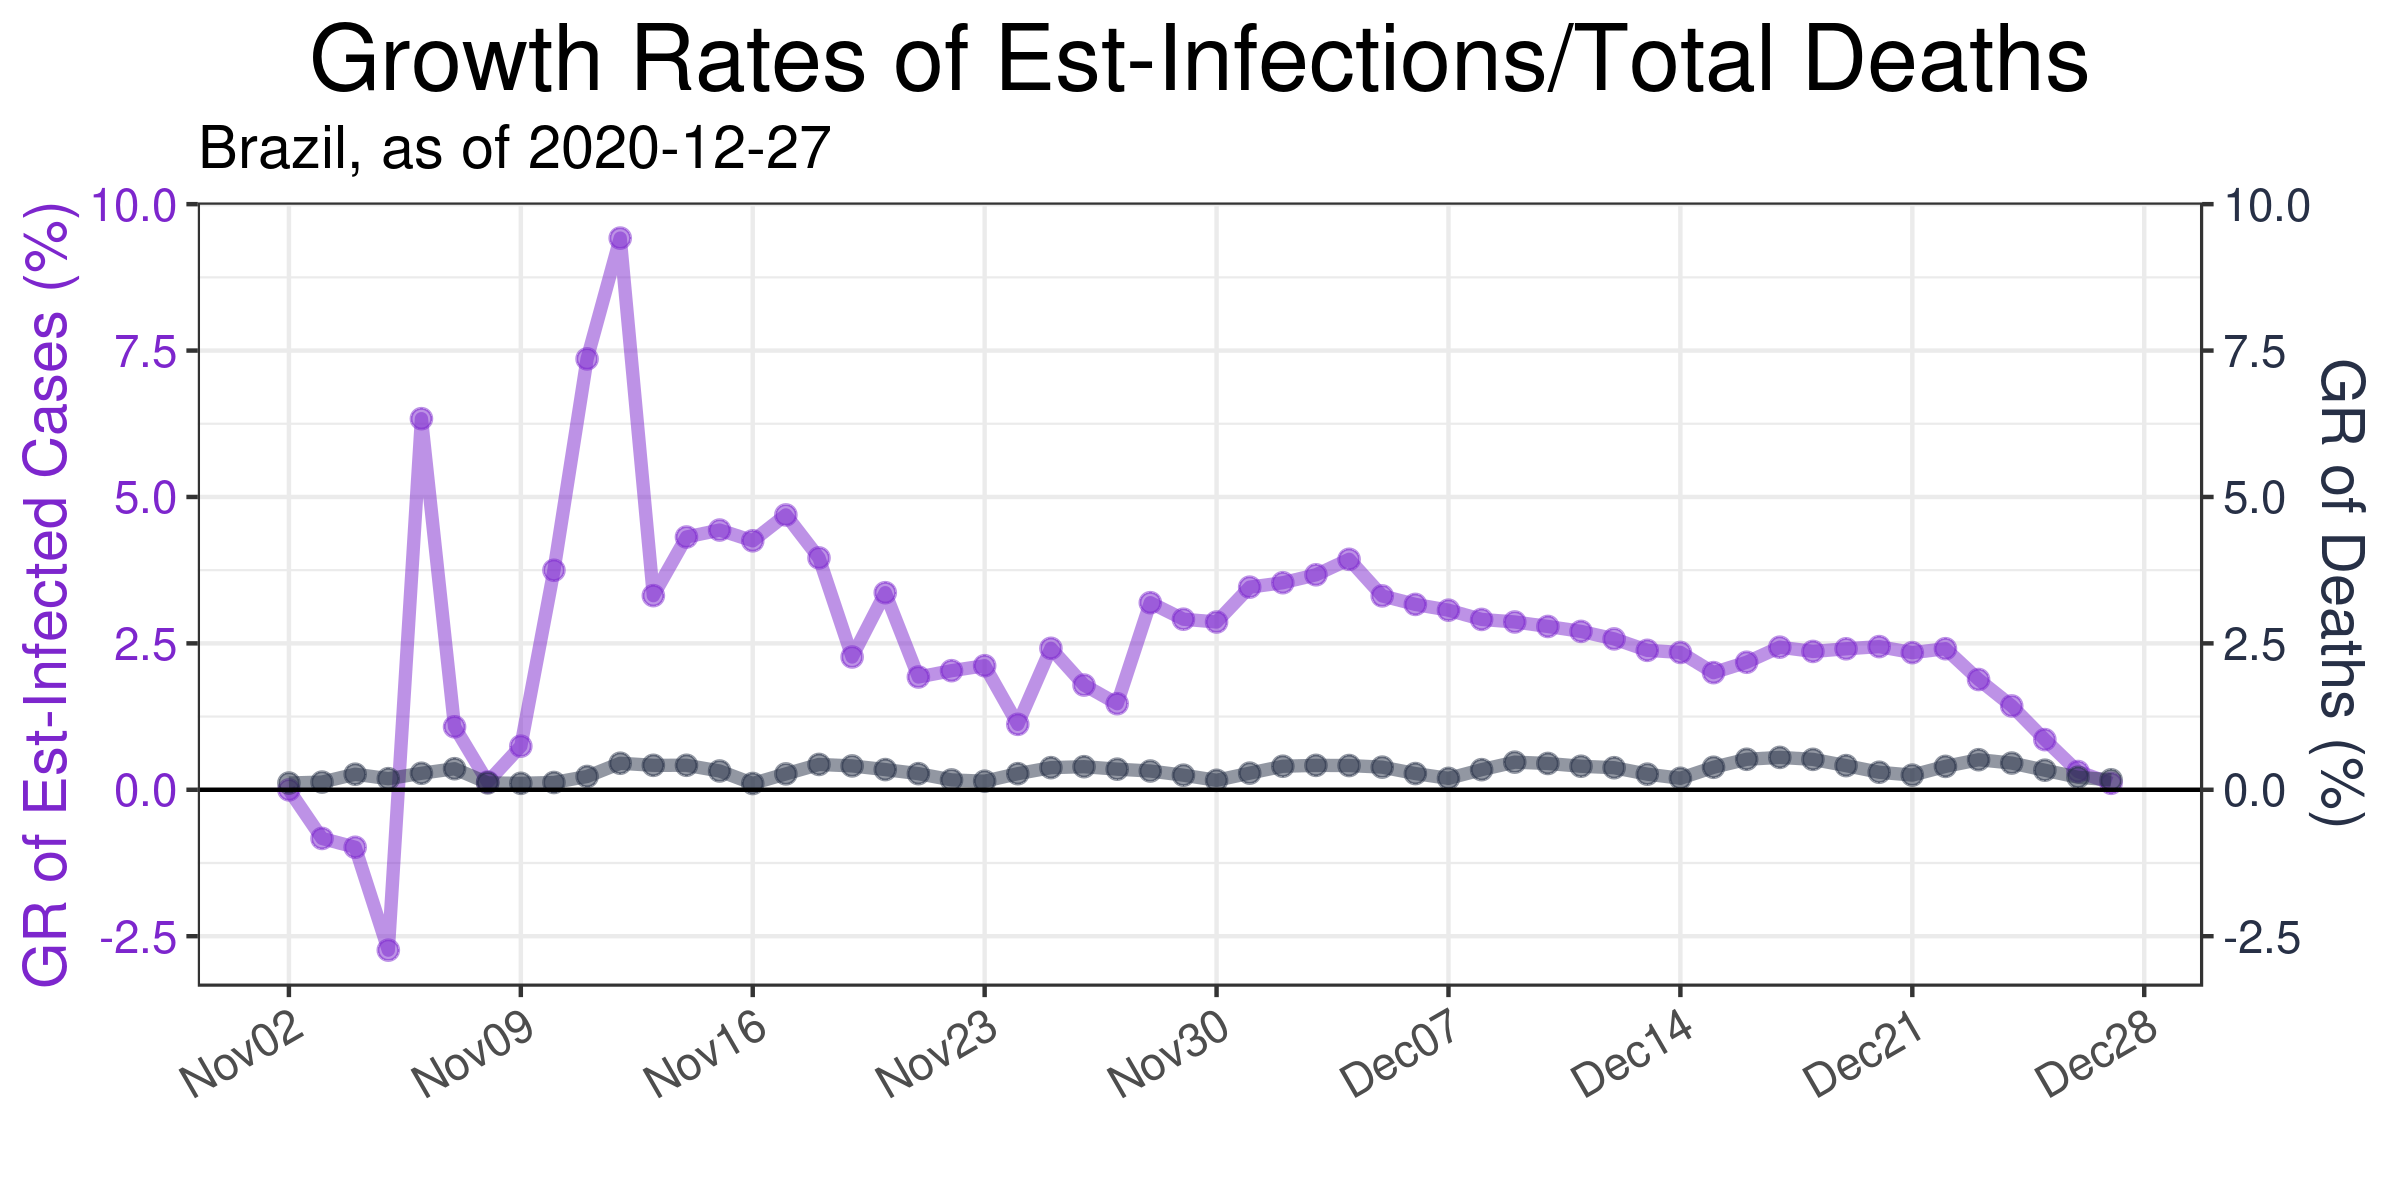 Growth Rates of Est-Infections/Total Deaths
Brazil, as of 2020-12-27
GR of Est-Infected Cases (%)
10.0
7.5
5.0
2.5
0.0
-2.5
10.0
7.5
5.0
2.5
0.0
-2.5
GR of Deaths (%)
Nov02
Nov09
Nov16
Nov23
Nov30
Dec07
Dec14
Dec21
Dec28